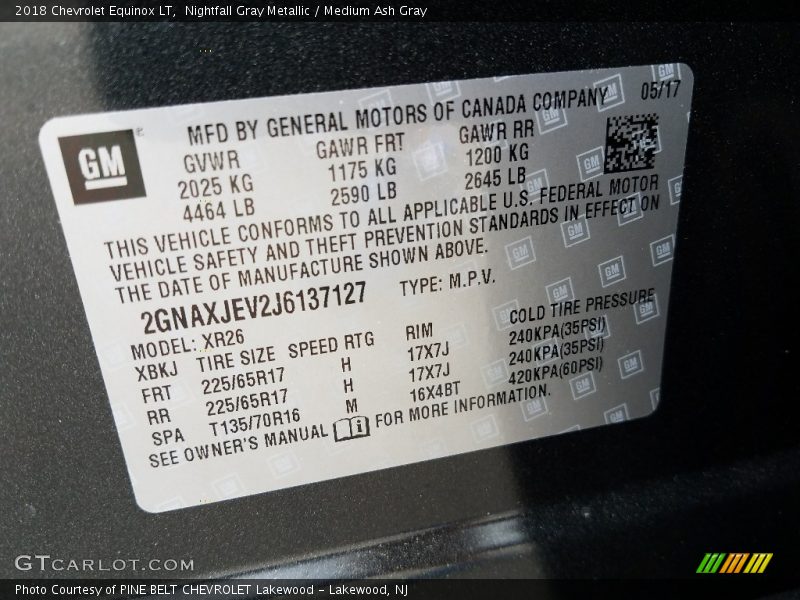 2018 Chevrolet Equinox LT, Nightfall Gray Metallic / Medium Ash Gray
GM
MFD BY GENERAL MOTORS OF CANADA COMPANY 05/17
GVWR GAWR FRT GAWR RR
2025 KG 1175 KG 1200 KG
4464 LB 2590 LB 2645 LB
THIS VEHICLE CONFORMS TO ALL APPLICABLE U.S. FEDERAL MOTOR
VEHICLE SAFETY AND THEFT PREVENTION STANDARDS IN EFFECT ON
THE DATE OF MANUFACTURE SHOWN ABOVE.
2GNAXJEV2J6137127 TYPE: M.P.V.
MODEL: XR26
XBKJ TIRE SIZE SPEED RTG RIM COLD TIRE PRESSURE
FRT 225/65R17 H 17X7J 240KPA(35PSI)
RR 225/65R17 H 17X7J 240KPA(35PSI)
SPA T135/70R16 M 16X4BT 420KPA(60PSI)
SEE OWNER'S MANUAL FOR MORE INFORMATION.
GTcarlot.com
Photo Courtesy of PINE BELT CHEVROLET Lakewood - Lakewood, NJ